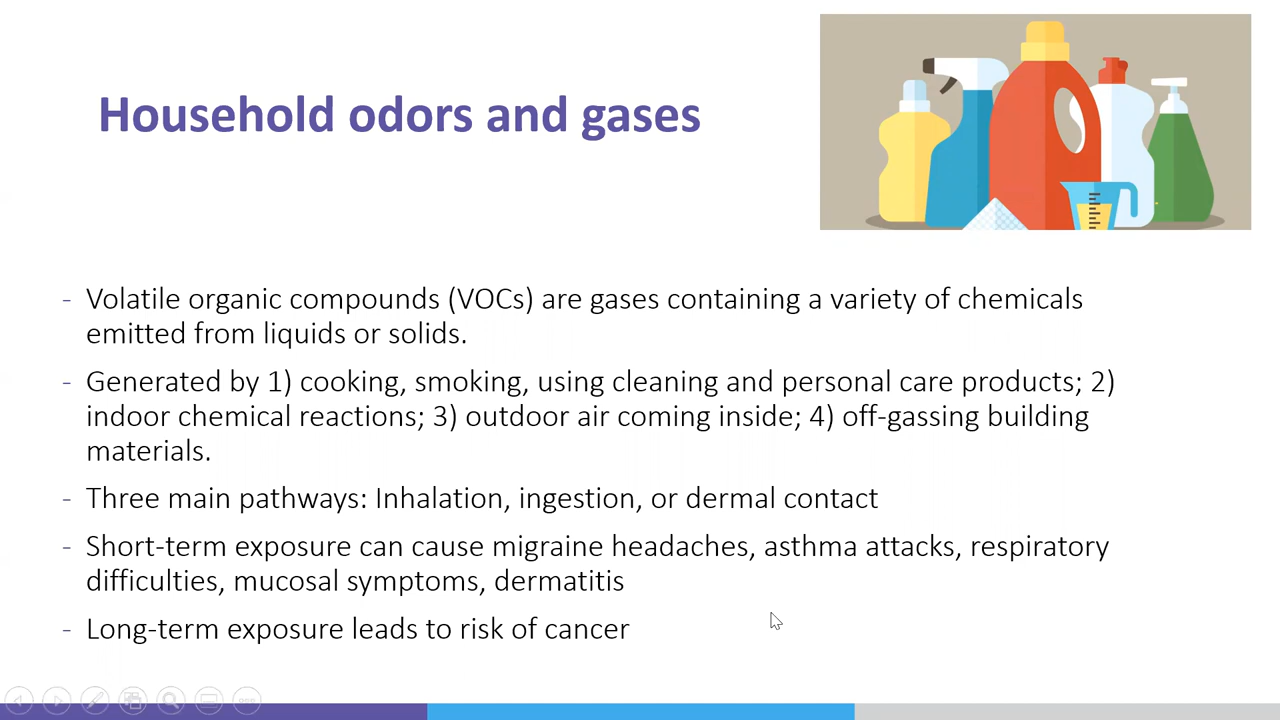 Household odors and gases
- Volatile organic compounds (VOCs) are gases containing a variety of chemicals
emitted from liquids or solids.
- Generated by 1) cooking, smoking, using cleaning and personal care products; 2)
indoor chemical reactions; 3) outdoor air coming inside; 4) off-gassing building
materials.
- Three main pathways: Inhalation, ingestion, or dermal contact
- Short-term exposure can cause migraine headaches, asthma attacks, respiratory
difficulties, mucosal symptoms, dermatitis
- Long-term exposure leads to risk of cancer